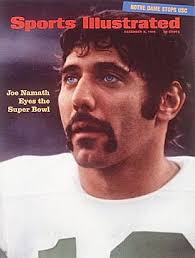 NOTRE DAME STOPS USC
Sports Illustrated
Joe Namath
Eyes the
Super Bowl